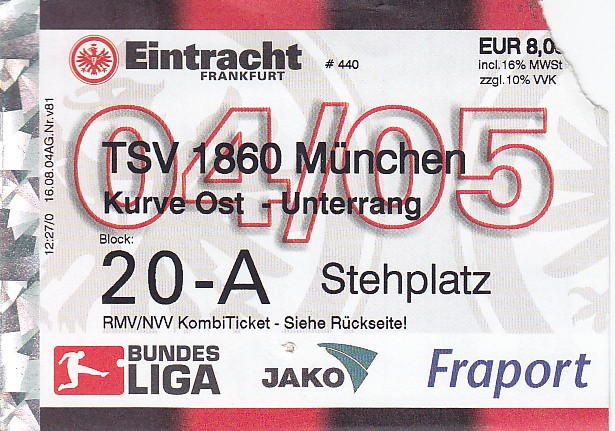 Eintracht
FRANKFURT
# 440
EUR 8,0
incl.16% MWSt
zzgl.10% VVK
04/05
TSV 1860 München
Kurve Ost - Unterrang
Block:
20-A Stehplatz
RMV/NVV KombiTicket - Siehe Rückseite!
12:27/0 16.08.04AG.Nr.v81
BUNDES
LIGA
JAKO
Fraport